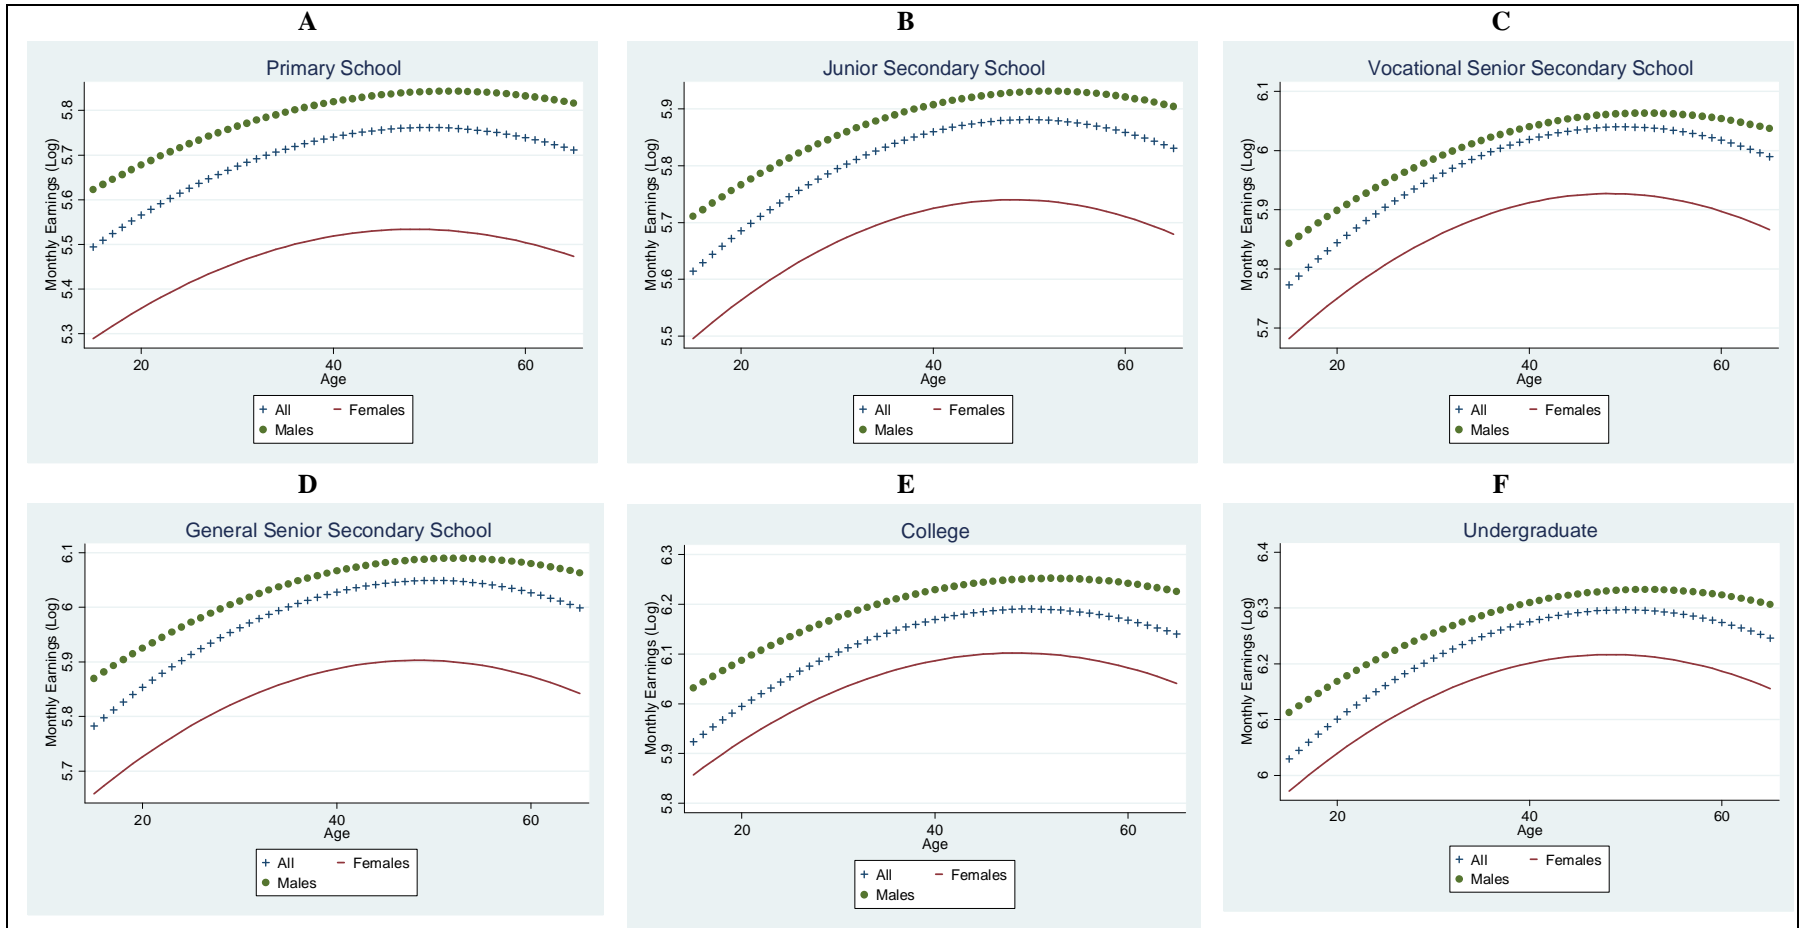 A
Primary School
Monthly Earnings (Log)
5.3 5.4 5.5 5.6 5.7 5.8
20 40 60
Age
+ All − Females
● Males
B
Junior Secondary School
Monthly Earnings (Log)
5.5 5.6 5.7 5.8 5.9
20 40 60
Age
+ All − Females
● Males
C
Vocational Senior Secondary School
Monthly Earnings (Log)
5.7 5.8 5.9 6 6.1
20 40 60
Age
+ All − Females
● Males
D
General Senior Secondary School
Monthly Earnings (Log)
5.7 5.8 5.9 6 6.1
20 40 60
Age
+ All − Females
● Males
E
College
Monthly Earnings (Log)
5.8 5.9 6 6.1 6.2 6.3
20 40 60
Age
+ All − Females
● Males
F
Undergraduate
Monthly Earnings (Log)
6 6.1 6.2 6.3 6.4
20 40 60
Age
+ All − Females
● Males